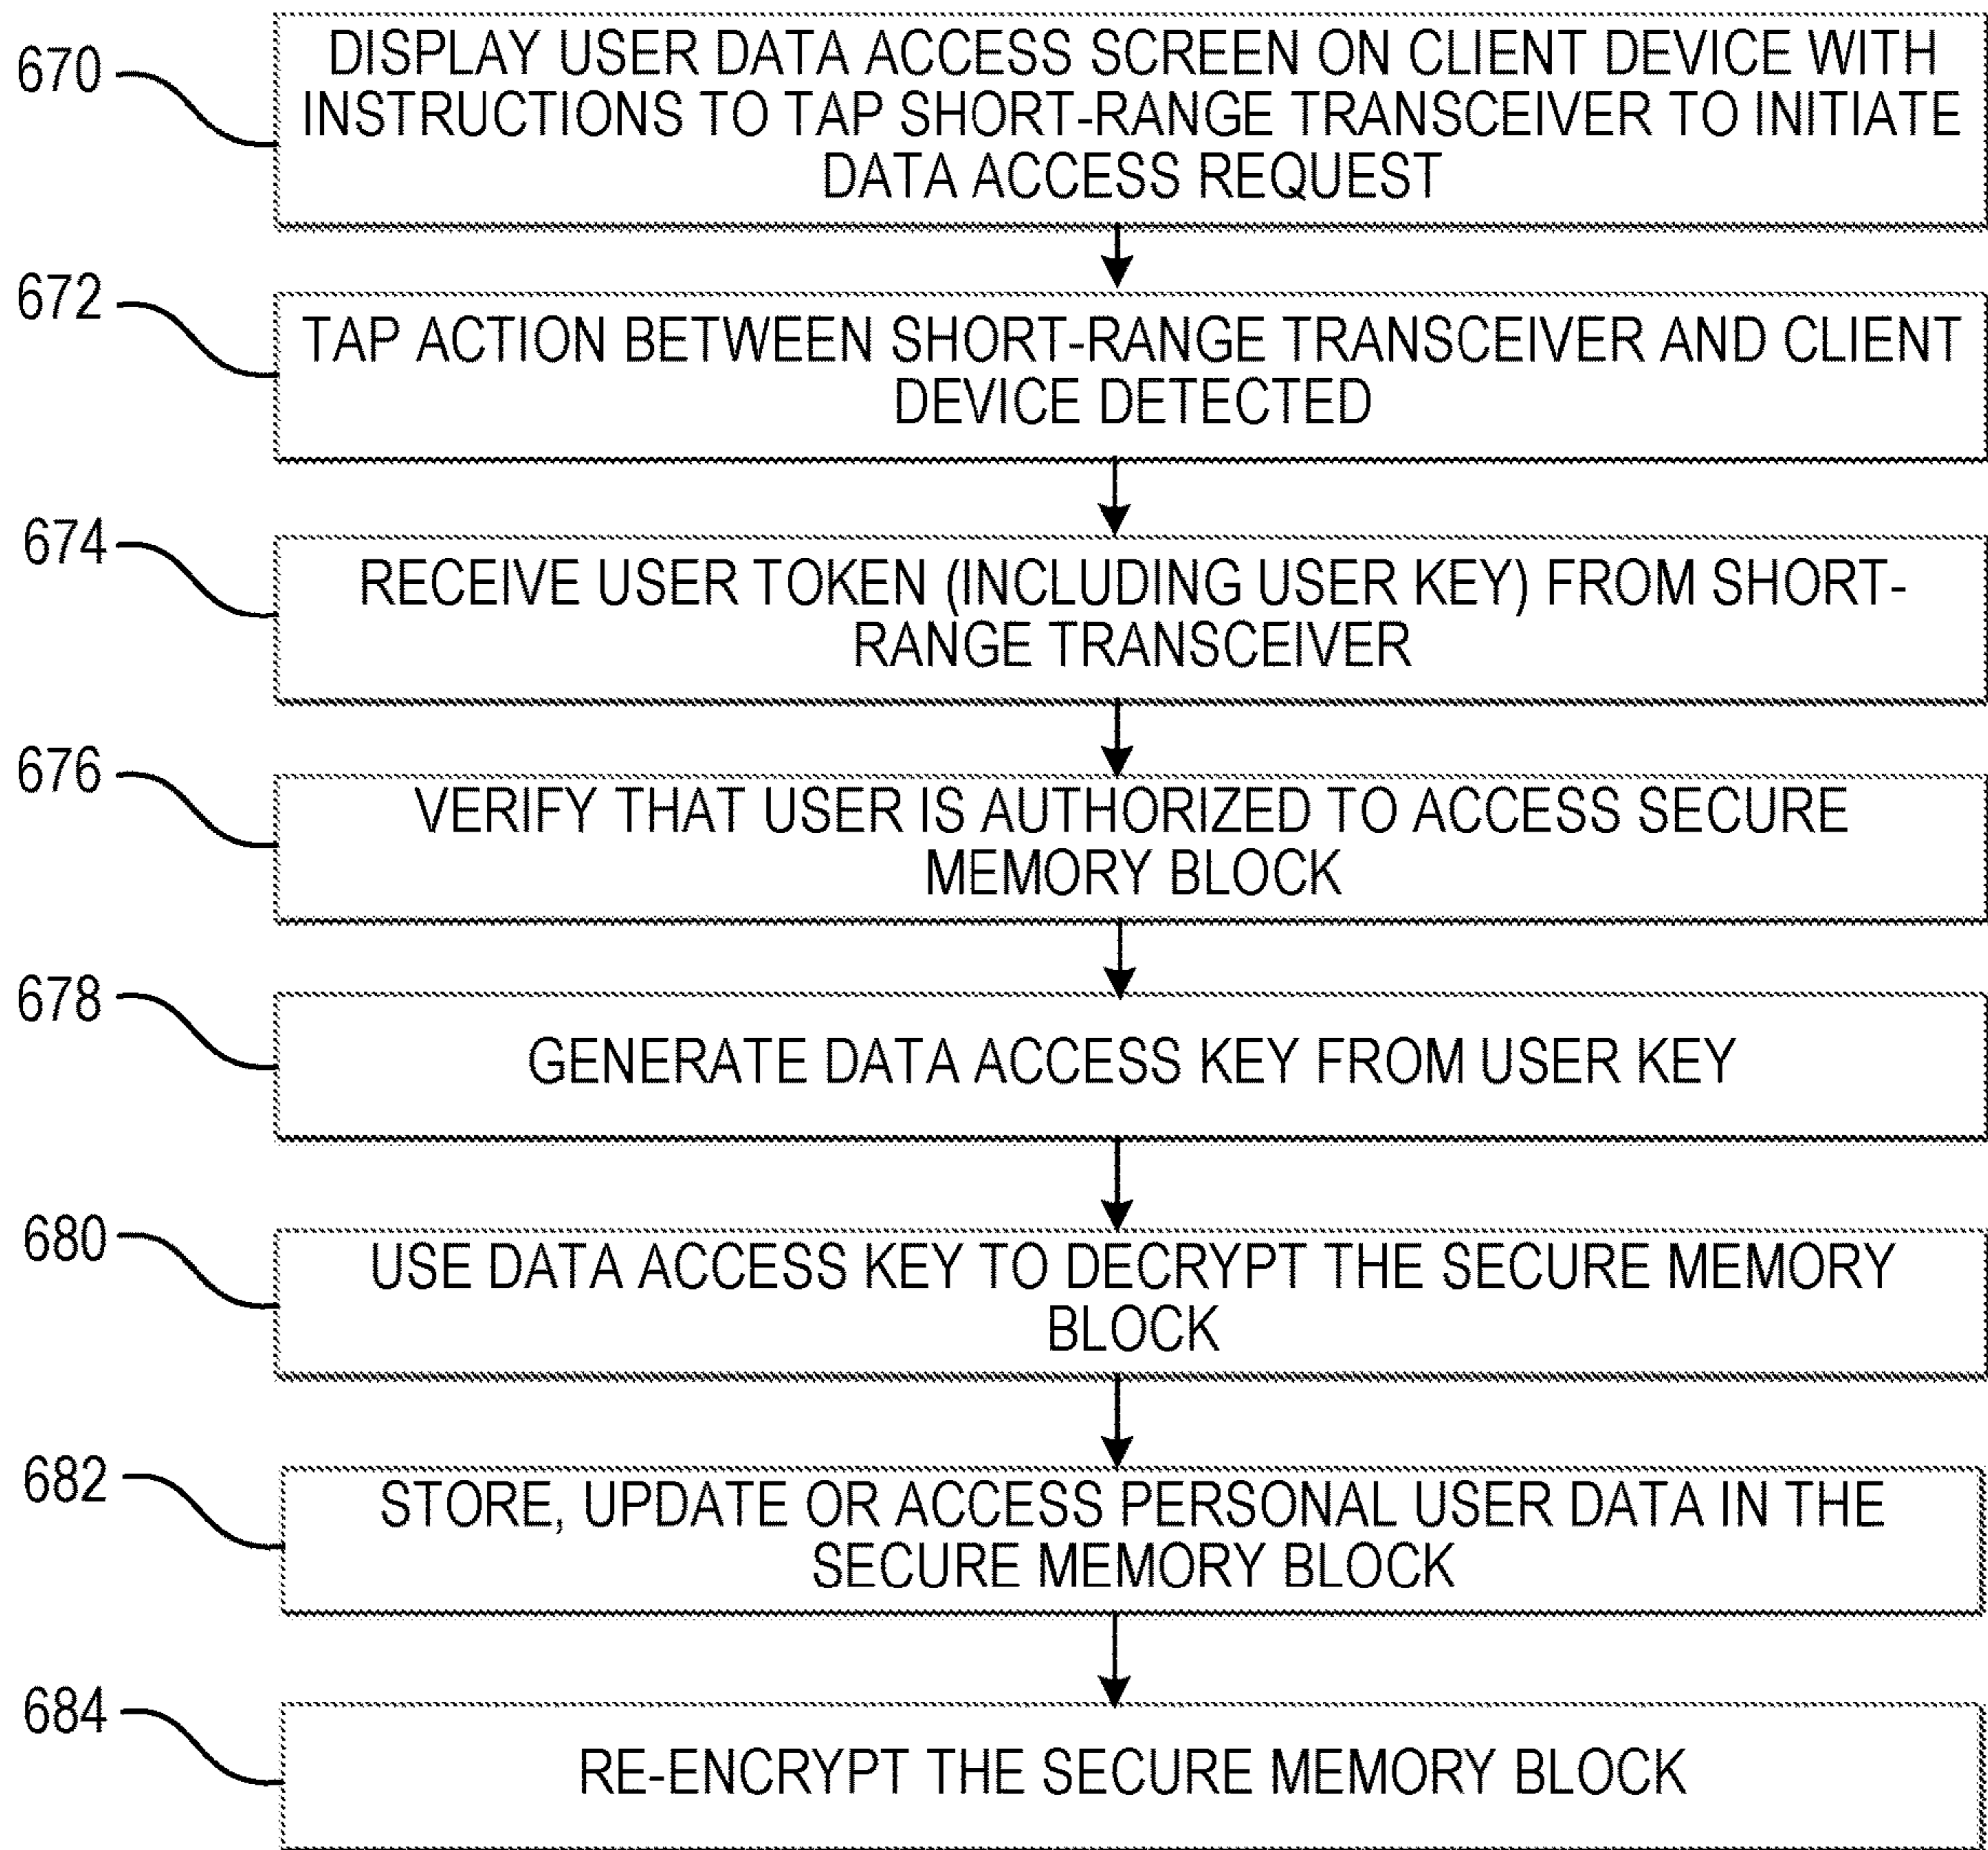 670
DISPLAY USER DATA ACCESS SCREEN ON CLIENT DEVICE WITH
INSTRUCTIONS TO TAP SHORT-RANGE TRANSCEIVER TO INITIATE
DATA ACCESS REQUEST
672
TAP ACTION BETWEEN SHORT-RANGE TRANSCEIVER AND CLIENT
DEVICE DETECTED
674
RECEIVE USER TOKEN (INCLUDING USER KEY) FROM SHORT-
RANGE TRANSCEIVER
676
VERIFY THAT USER IS AUTHORIZED TO ACCESS SECURE
MEMORY BLOCK
678
GENERATE DATA ACCESS KEY FROM USER KEY
680
USE DATA ACCESS KEY TO DECRYPT THE SECURE MEMORY
BLOCK
682
STORE, UPDATE OR ACCESS PERSONAL USER DATA IN THE
SECURE MEMORY BLOCK
684
RE-ENCRYPT THE SECURE MEMORY BLOCK